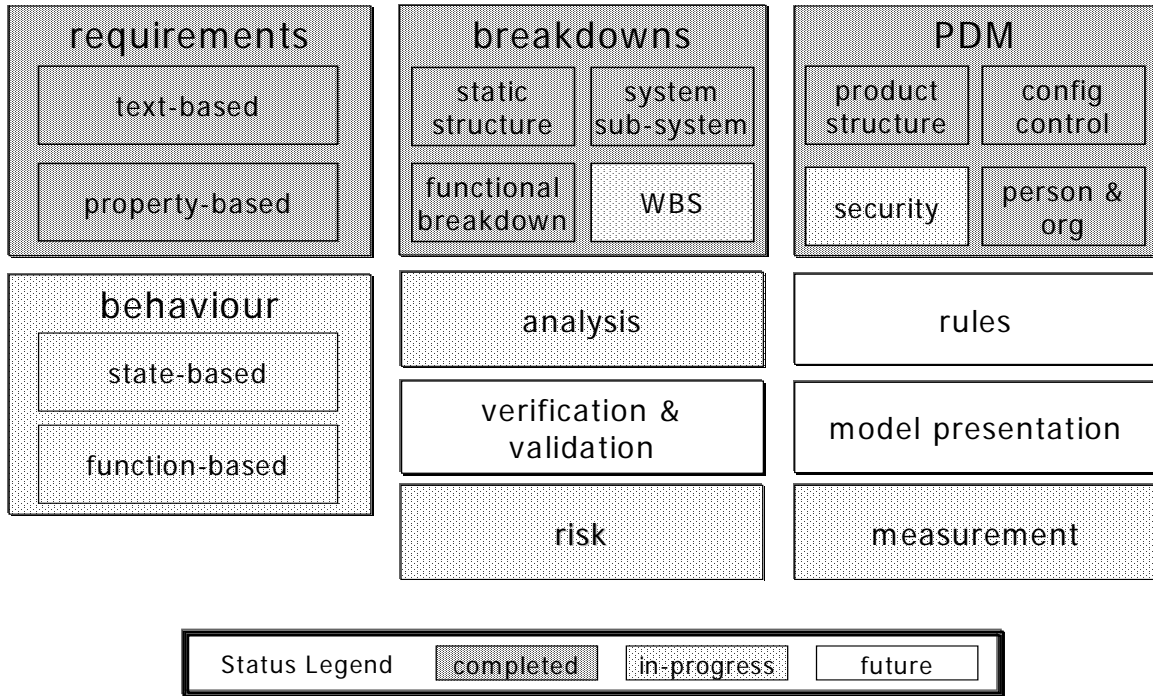 requirements
text-based
property-based
breakdowns
static
structure
system
sub-system
functional
breakdown
WBS
PDM
product
structure
config
control
security
person &
org
behaviour
state-based
function-based
analysis
verification &
validation
risk
rules
model presentation
measurement
Status Legend completed in-progress future